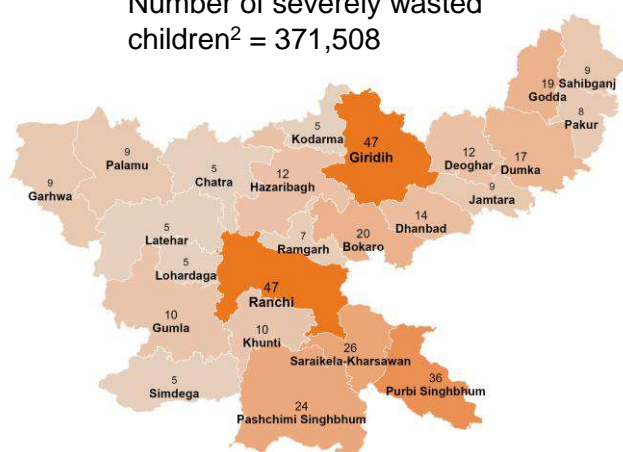 Number of severely wasted
children² = 371,508
9
Sahibganj
19
Godda
8
Pakur
5
Kodarma
47
Giridih
12
Deoghar
17
Dumka
9
Palamu
5
Chatra
12
Hazaribagh
9
Garhwa
9
Jamtara
14
Dhanbad
5
Latehar
7
Ramgarh
20
Bokaro
5
Lohardaga
47
Ranchi
10
Gumla
10
Khunti
26
Saraikela-Kharsawan
5
Simdega
36
Purbi Singhbhum
24
Pashchimi Singhbhum